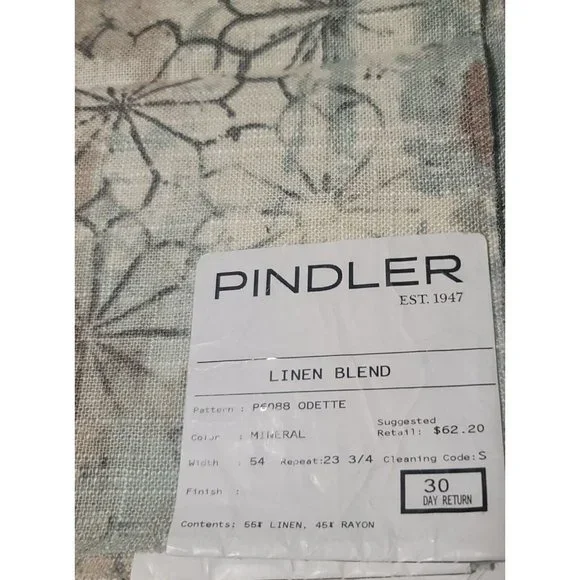 PINDLER
EST. 1947
LINEN BLEND
Pattern : P6088 ODETTE
Suggested
Color : MINERAL Retail: $62.20
Width : 54 Repeat:23 3/4 Cleaning Code:S
Finish :
30
DAY RETURN
Contents: 55% LINEN, 45% RAYON